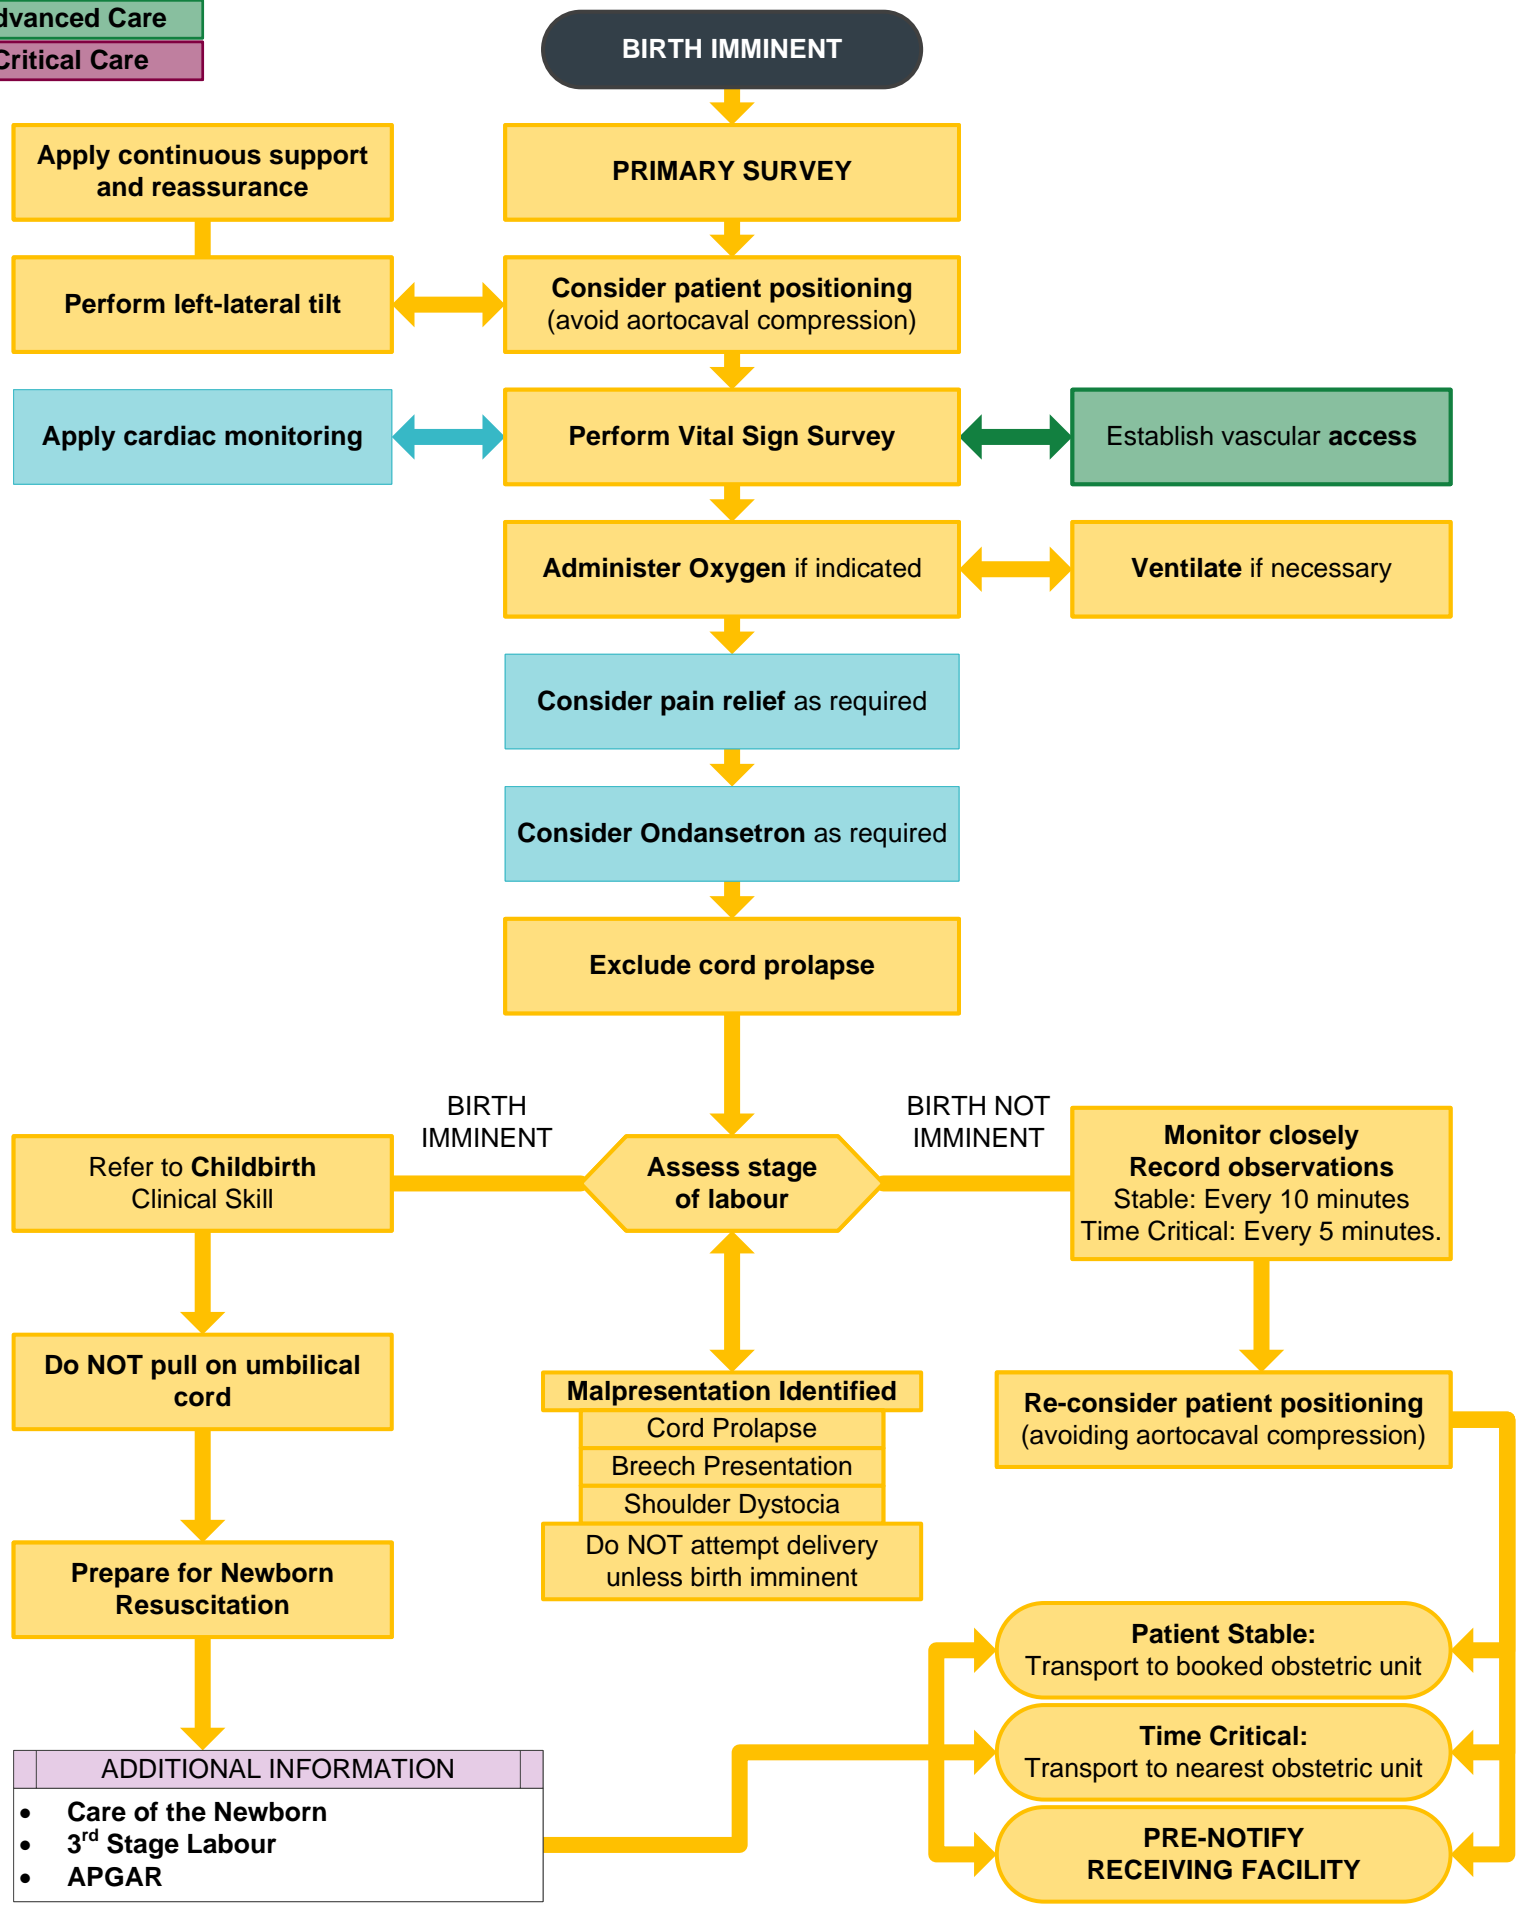 dvanced Care
Critical Care
BIRTH IMMINENT
Apply continuous support
and reassurance
PRIMARY SURVEY
Perform left-lateral tilt
Consider patient positioning
(avoid aortocaval compression)
Apply cardiac monitoring
Perform Vital Sign Survey
Establish vascular access
Administer Oxygen if indicated
Ventilate if necessary
Consider pain relief as required
Consider Ondansetron as required
Exclude cord prolapse
BIRTH
IMMINENT
BIRTH NOT
IMMINENT
Refer to Childbirth
Clinical Skill
Assess stage
of labour
Monitor closely
Record observations
Stable: Every 10 minutes
Time Critical: Every 5 minutes.
Do NOT pull on umbilical
cord
Malpresentation Identified
Cord Prolapse
Breech Presentation
Shoulder Dystocia
Do NOT attempt delivery
unless birth imminent
Re-consider patient positioning
(avoiding aortocaval compression)
Prepare for Newborn
Resuscitation
Patient Stable:
Transport to booked obstetric unit
Time Critical:
Transport to nearest obstetric unit
PRE-NOTIFY
RECEIVING FACILITY
ADDITIONAL INFORMATION
• Care of the Newborn
• 3rd Stage Labour
• APGAR